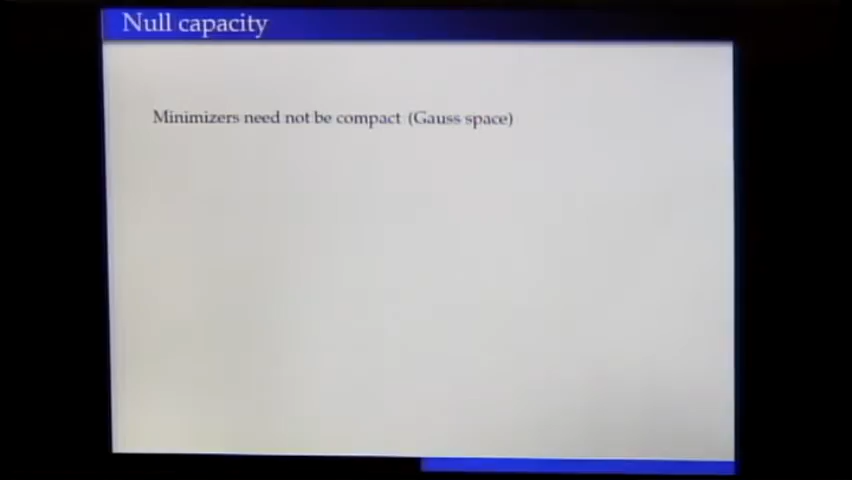 Null capacity
Minimizers need not be compact (Gauss space)